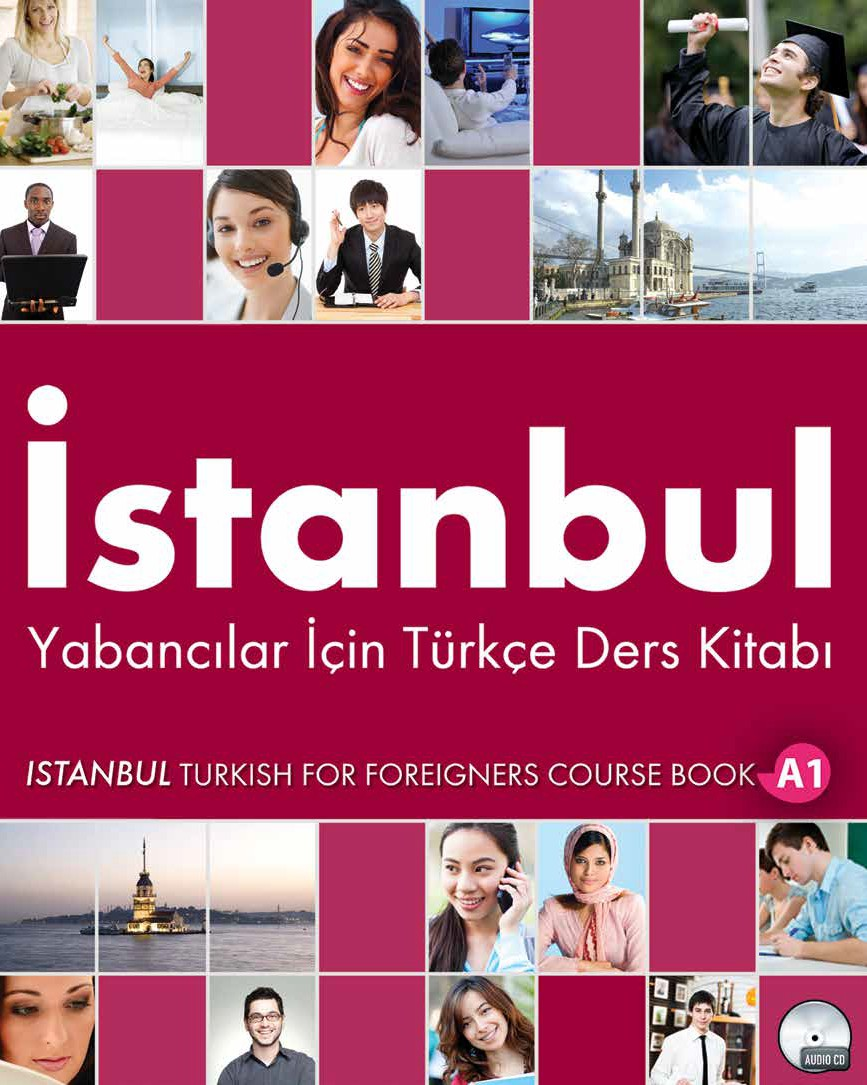 İstanbul
Yabancılar İçin Türkçe Ders Kitabı
ISTANBUL TURKISH FOR FOREIGNERS COURSE BOOK A1
AUDIO CD